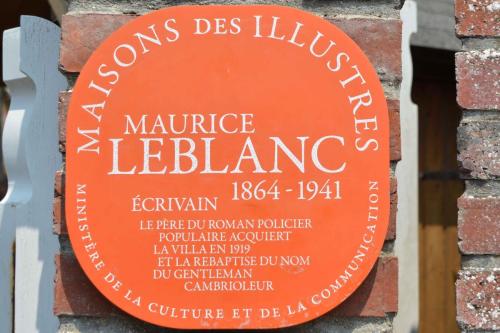 MAISONS DES ILLUSTRES
MAURICE
LEBLANC
ÉCRIVAIN 1864-1941
LE PÈRE DU ROMAN POLICIER
POPULAIRE ACQUIERT
LA VILLA EN 1919
ET LA REBAPTISE DU NOM
DU GENTLEMAN
CAMBRIOLEUR
MINISTÈRE DE LA CULTURE ET DE LA COMMUNICATION